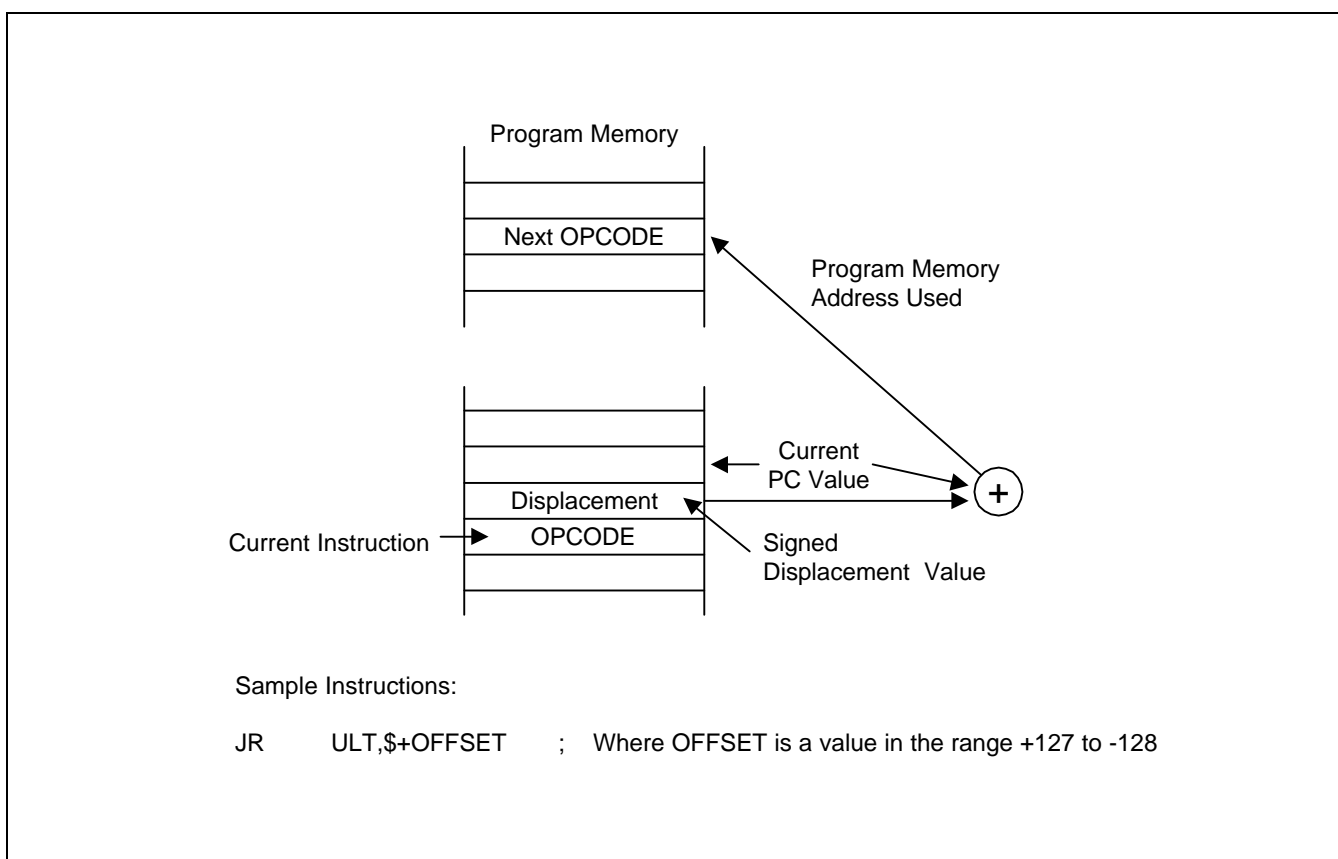 Program Memory
Next OPCODE
Program Memory
Address Used
Current
PC Value
+
Displacement
Current Instruction
OPCODE
Signed
Displacement Value
Sample Instructions:
JR ULT,$+OFFSET ; Where OFFSET is a value in the range +127 to -128